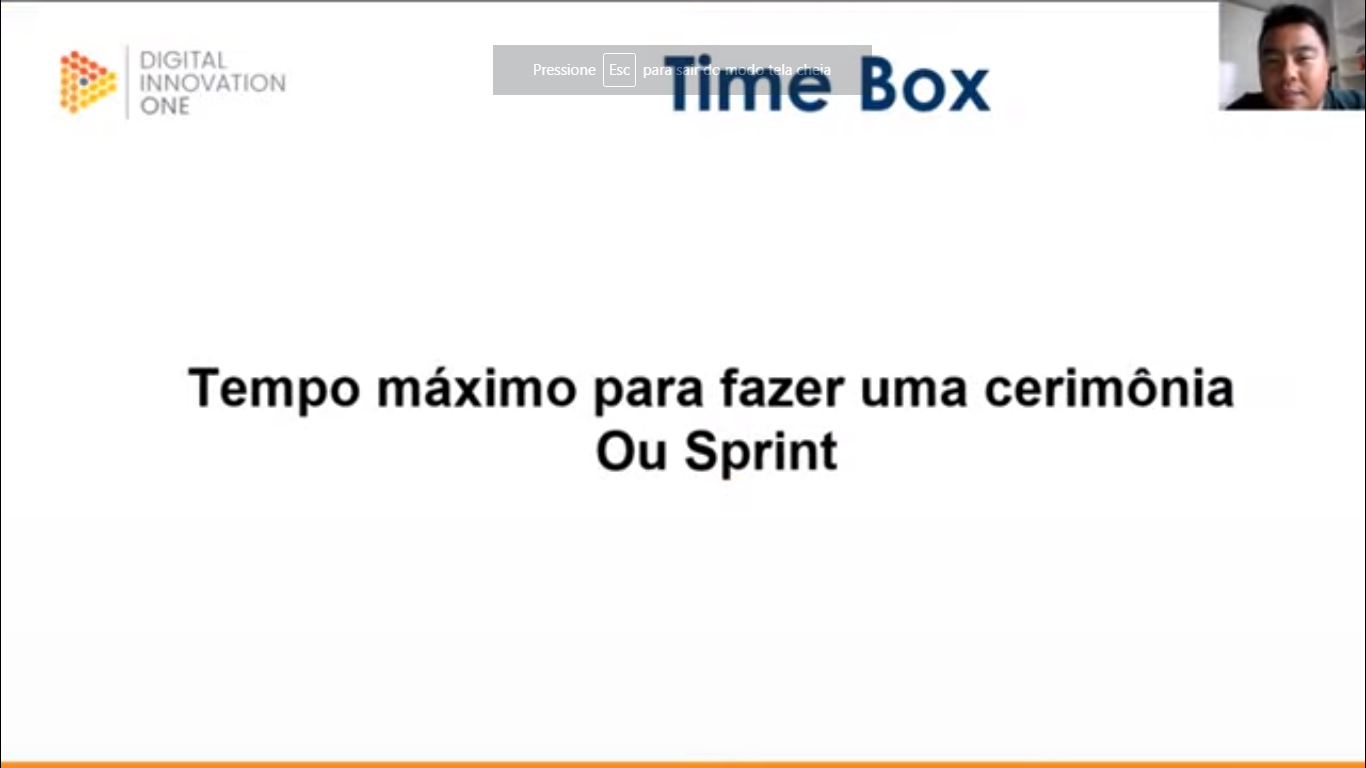 DIGITAL
INNOVATION
ONE
Pressione Esc para sair do modo tela cheia
Time Box
Tempo máximo para fazer uma cerimônia
Ou Sprint